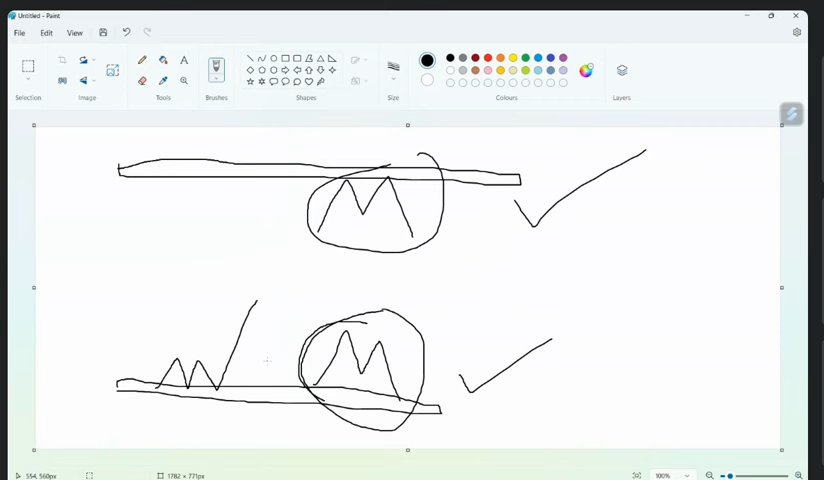 Untitled - Paint
File Edit View
Selection Image Tools Brushes Shapes Size Colours Layers
M
M M
554, 560px 1782 × 771px 100%